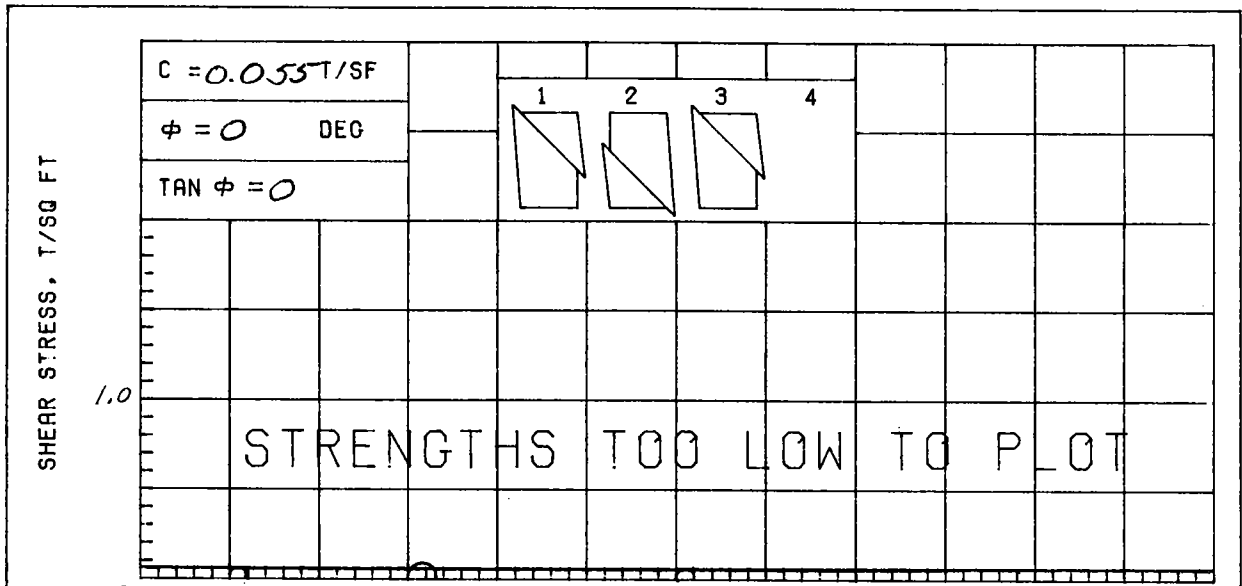 C = 0.055 T/SF
ϕ = 0 DEG
TAN ϕ = 0
1 2 3 4
SHEAR STRESS, T/SQ FT
1.0
STRENGTHS TOO LOW TO PLOT